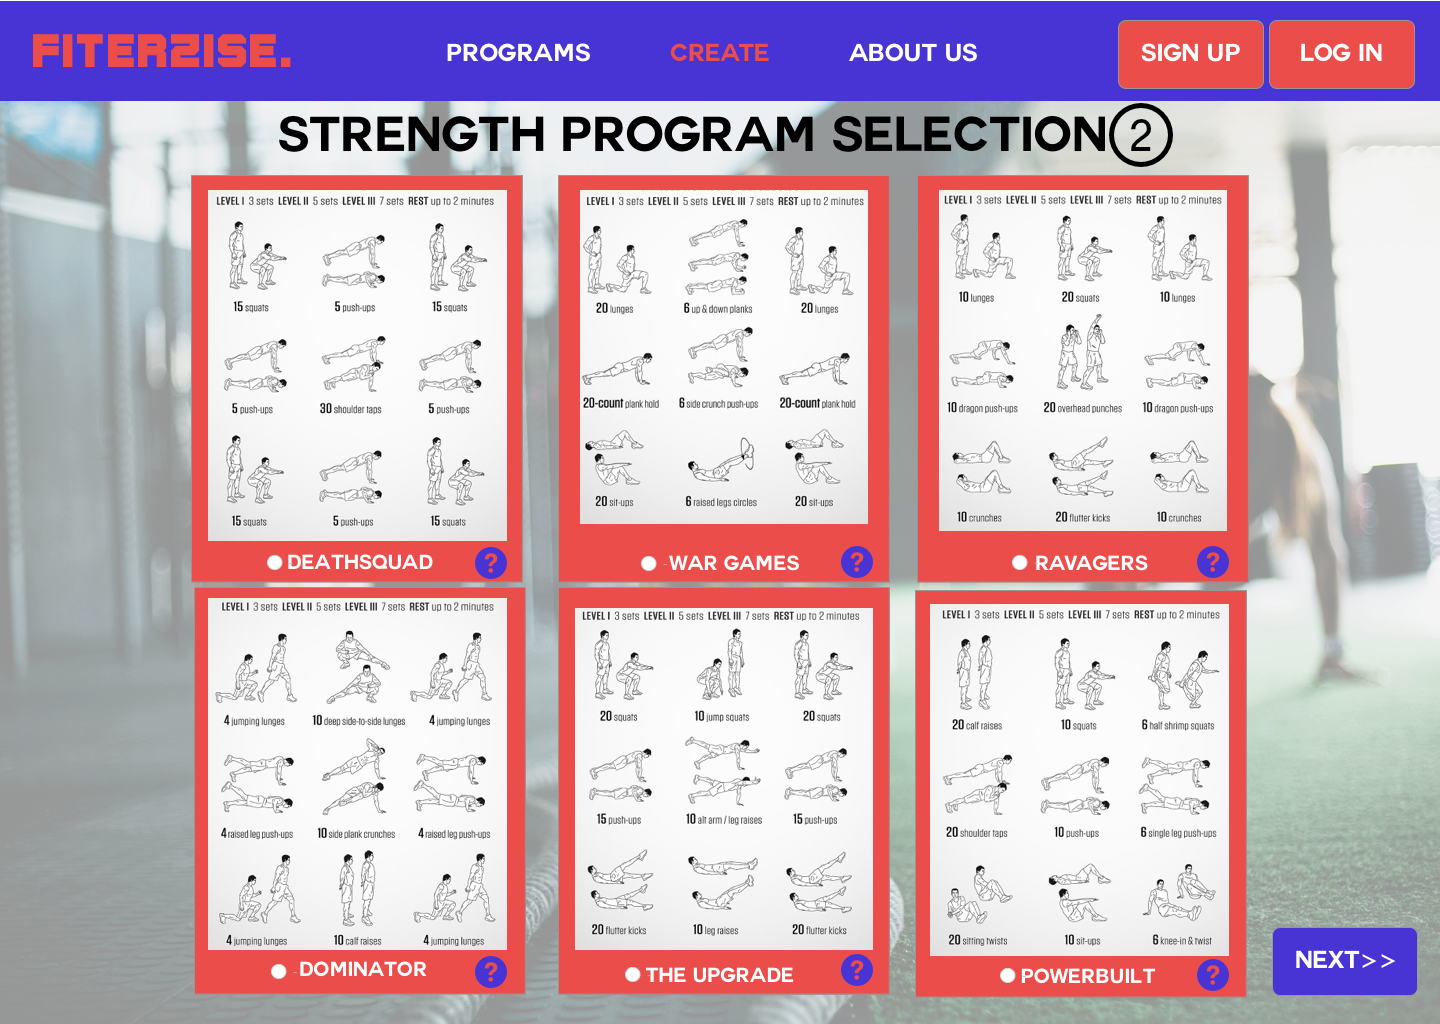 FITERZISE.
PROGRAMS
CREATE
ABOUT US
SIGN UP
LOG IN
STRENGTH PROGRAM SELECTION 2
LEVEL I 3 sets LEVEL II 5 sets LEVEL III 7 sets REST up to 2 minutes
15 squats
5 push-ups
15 squats
5 push-ups
30 shoulder taps
5 push-ups
15 squats
5 push-ups
15 squats
DEATHSQUAD
?
LEVEL I 3 sets LEVEL II 5 sets LEVEL III 7 sets REST up to 2 minutes
20 lunges
6 up & down planks
20 lunges
20-count plank hold
6 side crunch push-ups
20-count plank hold
20 sit-ups
6 raised legs circles
20 sit-ups
WAR GAMES
?
LEVEL I 3 sets LEVEL II 5 sets LEVEL III 7 sets REST up to 2 minutes
10 lunges
20 squats
10 lunges
10 dragon push-ups
20 overhead punches
10 dragon push-ups
10 crunches
20 flutter kicks
10 crunches
RAVAGERS
?
LEVEL I 3 sets LEVEL II 5 sets LEVEL III 7 sets REST up to 2 minutes
4 jumping lunges
10 deep side-to-side lunges
4 jumping lunges
4 raised leg push-ups
10 side plank crunches
4 raised leg push-ups
4 jumping lunges
10 calf raises
4 jumping lunges
DOMINATOR
?
LEVEL I 3 sets LEVEL II 5 sets LEVEL III 7 sets REST up to 2 minutes
20 squats
10 jump squats
20 squats
15 push-ups
10 alt arm / leg raises
15 push-ups
20 flutter kicks
10 leg raises
20 flutter kicks
THE UPGRADE
?
LEVEL I 3 sets LEVEL II 5 sets LEVEL III 7 sets REST up to 2 minutes
20 calf raises
10 squats
6 half shrimp squats
20 shoulder taps
10 push-ups
6 single leg push-ups
20 sitting twists
10 sit-ups
6 knee-in & twist
POWERBUILT
?
NEXT>>